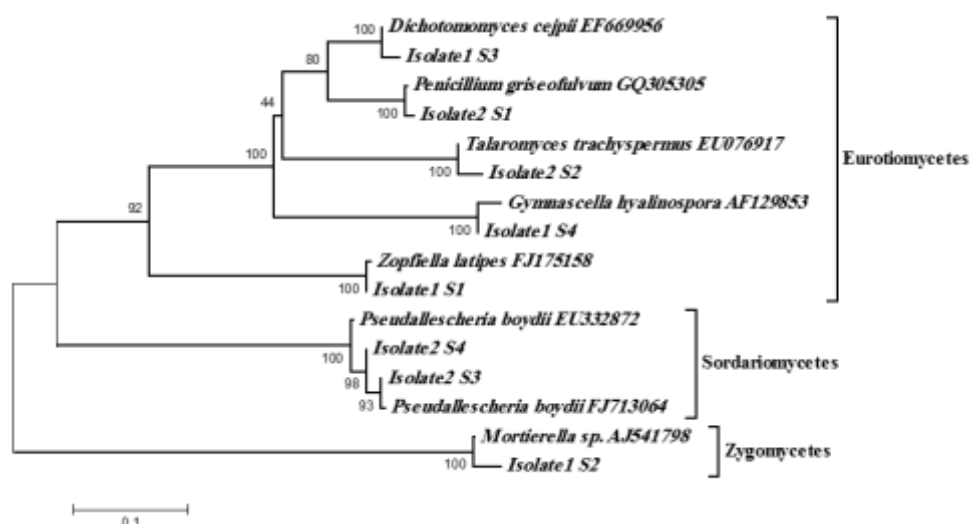 100
Dichotomomyces cejpii EF669956
Isolate1 S3
80
Penicillium griseofulvum GQ305305
100
Isolate2 S1
44
Talaromyces trachyspermus EU076917
100
Isolate2 S2
Eurotiomycetes
100
Gymnascella hyalinospora AF129853
100
Isolate1 S4
92
Zopfiella latipes FJ175158
100
Isolate1 S1
Pseudallescheria boydii EU332872
100
Isolate2 S4
98
Isolate2 S3
93
Pseudallescheria boydii FJ713064
Sordariomycetes
Mortierella sp. AJ541798
100
Isolate1 S2
Zygomycetes
0.1